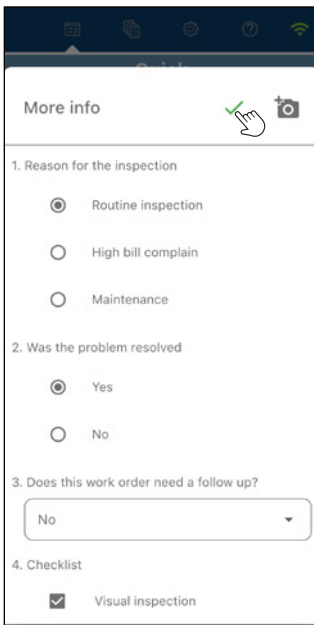 More info
1. Reason for the inspection
Routine inspection
High bill complain
Maintenance
2. Was the problem resolved
Yes
No
3. Does this work order need a follow up?
No
4. Checklist
Visual inspection